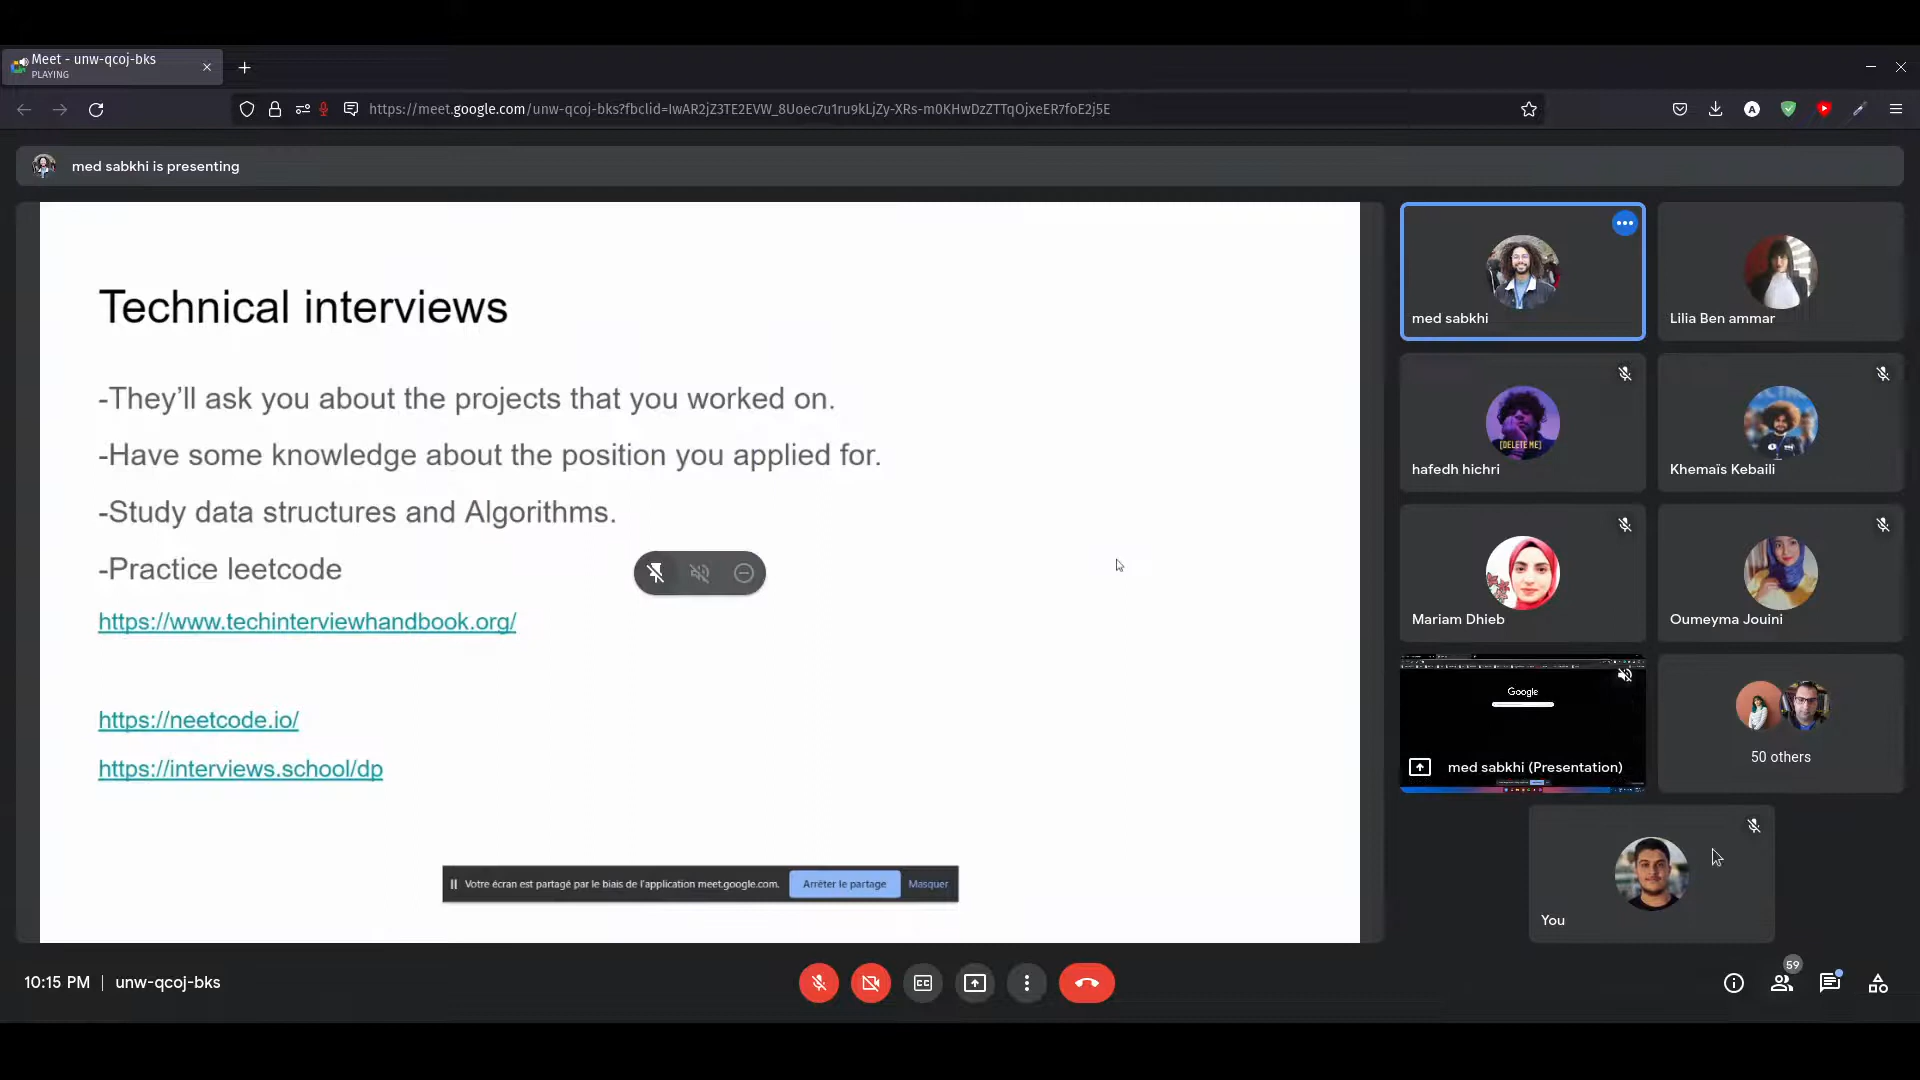 Meet - unw-qcoj-bks
PLAYING
https://meet.google.com/unw-qcoj-bks?fbclid=IwAR2jZ3TE2EVW_8Uoec7u1ru9kLjZy-XRs-m0KHwDzZTTqOjxeER7foE2j5E
A
med sabkhi is presenting
Technical interviews
-They’ll ask you about the projects that you worked on.
-Have some knowledge about the position you applied for.
-Study data structures and Algorithms.
-Practice leetcode
https://www.techinterviewhandbook.org/
https://neetcode.io/
https://interviews.school/dp
Votre écran est partagé par le biais de l'application meet.google.com.
Arrêter le partage
Masquer
med sabkhi
Lilia Ben ammar
[DELETE ME]
hafedh hichri
Khemaïs Kebaili
Mariam Dhieb
Oumeyma Jouini
Google
med sabkhi (Presentation)
50 others
You
10:15 PM | unw-qcoj-bks
CC
59